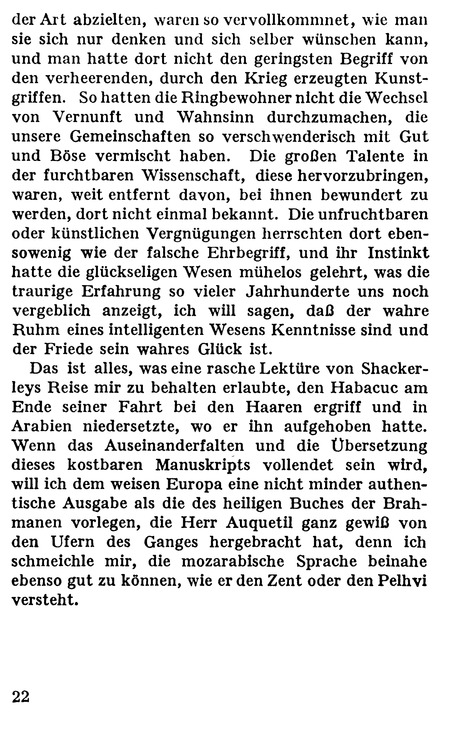 der Art abzielten, waren so vervollkommnet, wie man
sie sich nur denken und sich selber wünschen kann,
und man hatte dort nicht den geringsten Begriff von
den verheerenden, durch den Krieg erzeugten Kunst-
griffen. So hatten die Ringbewohner nicht die Wechsel
von Vernunft und Wahnsinn durchzumachen, die
unsere Gemeinschaften so verschwenderisch mit Gut
und Böse vermischt haben. Die großen Talente in
der furchtbaren Wissenschaft, diese hervorzubringen,
waren, weit entfernt davon, bei ihnen bewundert zu
werden, dort nicht einmal bekannt. Die unfruchtbaren
oder künstlichen Vergnügungen herrschten dort eben-
sowenig wie der falsche Ehrbegriff, und ihr Instinkt
hatte die glückseligen Wesen mühelos gelehrt, was die
traurige Erfahrung so vieler Jahrhunderte uns noch
vergeblich anzeigt, ich will sagen, daß der wahre
Ruhm eines intelligenten Wesens Kenntnisse sind und
der Friede sein wahres Glück ist.
Das ist alles, was eine rasche Lektüre von Shacker-
leys Reise mir zu behalten erlaubte, den Habacuc am
Ende seiner Fahrt bei den Haaren ergriff und in
Arabien niedersetzte, wo er ihn aufgehoben hatte.
Wenn das Auseinanderfalten und die Übersetzung
dieses kostbaren Manuskripts vollendet sein wird,
will ich dem weisen Europa eine nicht minder authen-
tische Ausgabe als die des heiligen Buches der Brah-
manen vorlegen, die Herr Auquetil ganz gewiß von
den Ufern des Ganges hergebracht hat, denn ich
schmeichle mir, die mozarabische Sprache beinahe
ebenso gut zu können, wie er den Zent oder den Pelhvi
versteht.
22